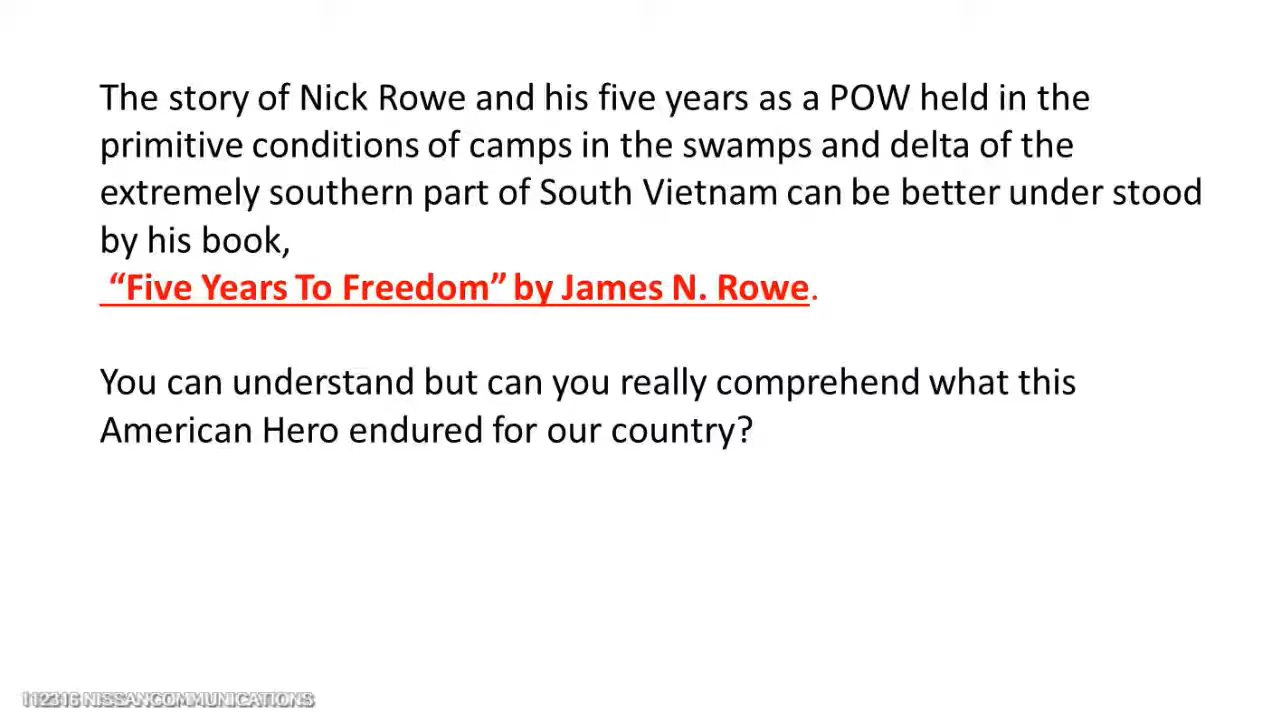 The story of Nick Rowe and his five years as a POW held in the
primitive conditions of camps in the swamps and delta of the
extremely southern part of South Vietnam can be better under stood
by his book,
“Five Years To Freedom” by James N. Rowe.
You can understand but can you really comprehend what this
American Hero endured for our country?
112316 NISSANCOMMUNICATIONS